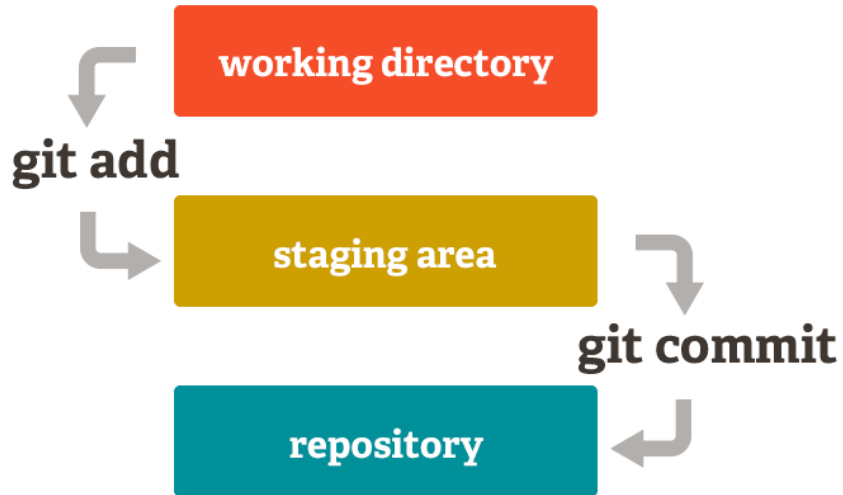 working directory
git add
staging area
git commit
repository